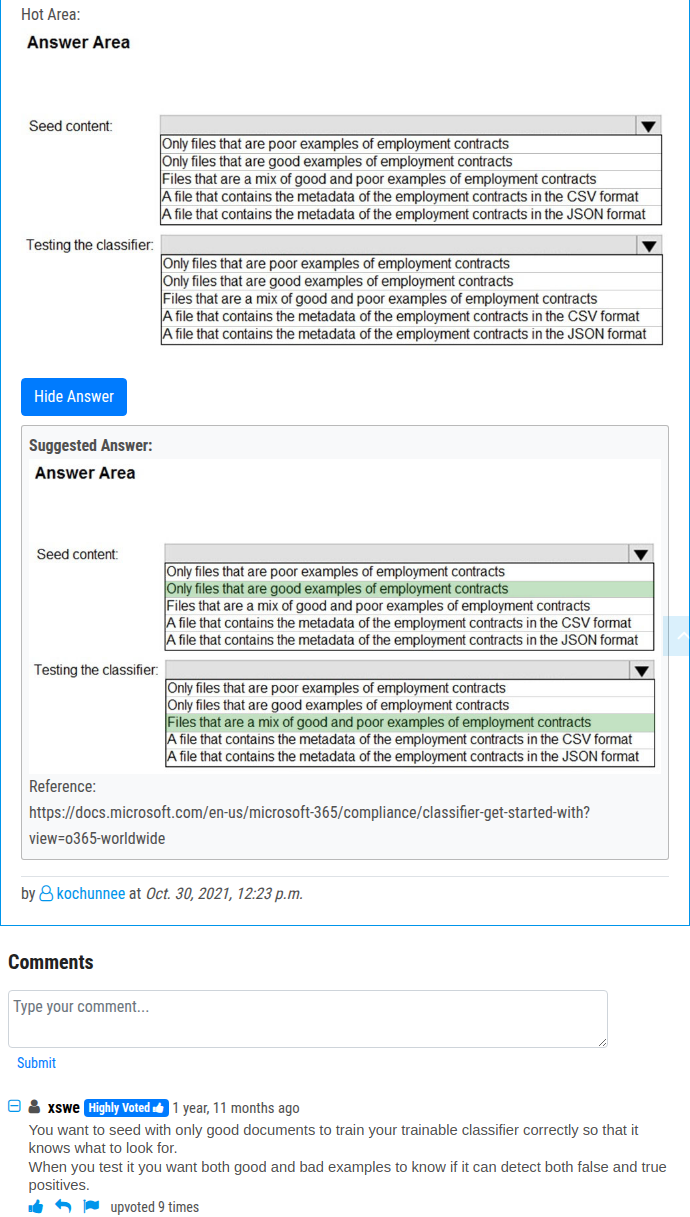 Hot Area:
Answer Area
Seed content:
Only files that are poor examples of employment contracts
Only files that are good examples of employment contracts
Files that are a mix of good and poor examples of employment contracts
A file that contains the metadata of the employment contracts in the CSV format
A file that contains the metadata of the employment contracts in the JSON format
Testing the classifier:
Only files that are poor examples of employment contracts
Only files that are good examples of employment contracts
Files that are a mix of good and poor examples of employment contracts
A file that contains the metadata of the employment contracts in the CSV format
A file that contains the metadata of the employment contracts in the JSON format
Hide Answer
Suggested Answer:
Answer Area
Seed content:
Only files that are poor examples of employment contracts
Only files that are good examples of employment contracts
Files that are a mix of good and poor examples of employment contracts
A file that contains the metadata of the employment contracts in the CSV format
A file that contains the metadata of the employment contracts in the JSON format
Testing the classifier:
Only files that are poor examples of employment contracts
Only files that are good examples of employment contracts
Files that are a mix of good and poor examples of employment contracts
A file that contains the metadata of the employment contracts in the CSV format
A file that contains the metadata of the employment contracts in the JSON format
Reference:
https://docs.microsoft.com/en-us/microsoft-365/compliance/classifier-get-started-with?
view=o365-worldwide
by kochunnee at Oct. 30, 2021, 12:23 p.m.
Comments
Type your comment...
Submit
xswe Highly Voted 1 year, 11 months ago
You want to seed with only good documents to train your trainable classifier correctly so that it
knows what to look for.
When you test it you want both good and bad examples to know if it can detect both false and true
positives.
upvoted 9 times